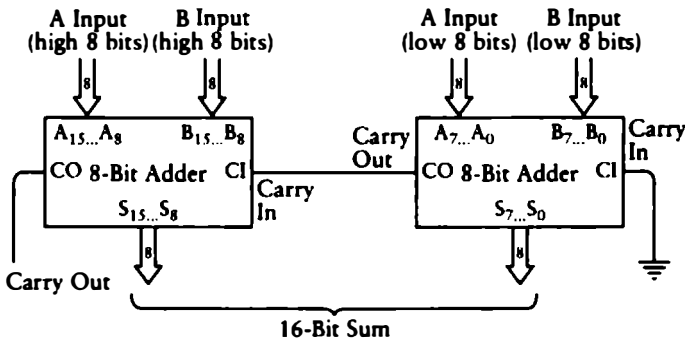 A Input
(high 8 bits)
B Input
(high 8 bits)
A Input
(low 8 bits)
B Input
(low 8 bits)
8
8
8
8
A15...A8
B15...B8
CO 8-Bit Adder CI
S15...S8
Carry
In
Carry
Out
A7...A0
B7...B0
CO 8-Bit Adder CI
S7...S0
Carry
In
8
8
Carry Out
16-Bit Sum